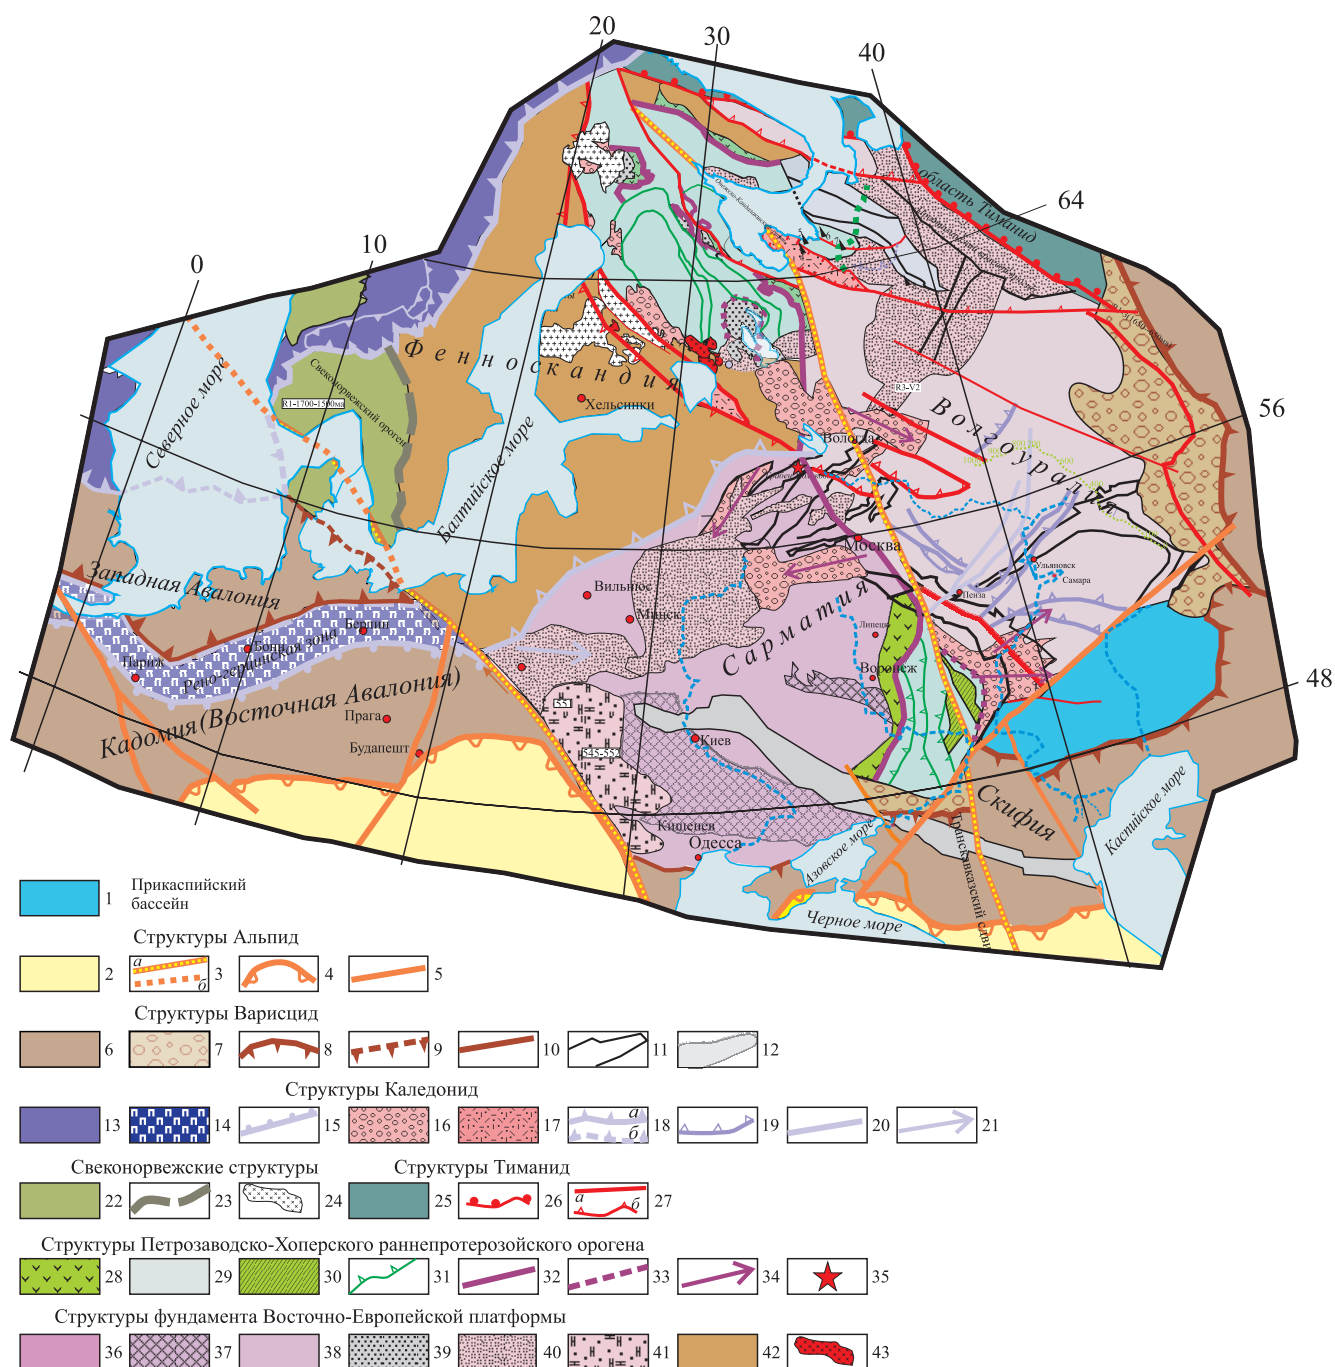 20
30
40
0
10
64
56
48
область Тиманид
Северное море
Свеконорвежский ороген
R1-1700-1500ма
Фенноскандия
Хельсинки
Балтийское море
R3-V2
Волгоуралия
Вологда
Москва
Ульяновск
Самара
Пенза
Западная Авалония
Вильнюс
Минск
Сарматия
Липецк
Воронеж
Берлин
Бонн
Париж
Рено-герцинская зона
Кадомия(Восточная Авалония)
Прага
Будапешт
551
545-552
Киев
Кишенев
Одесса
Скифия
Азовское море
Каспийское море
Черное море
Транскавказский сдвиг
1
Прикаспийский
бассейн
Структуры Альпид
2
а
б
3
4
5
Структуры Варисцид
6
7
8
9
10
11
12
Структуры Каледонид
13
14
15
16
17
а
б
18
19
20
21
Свеконорвежские структуры
Структуры Тиманид
22
23
24
25
26
а
б
27
Структуры Петрозаводско-Хоперского раннепротерозойского орогена
28
29
30
31
32
33
34
35
Структуры фундамента Восточно-Европейской платформы
36
37
38
39
40
41
42
43